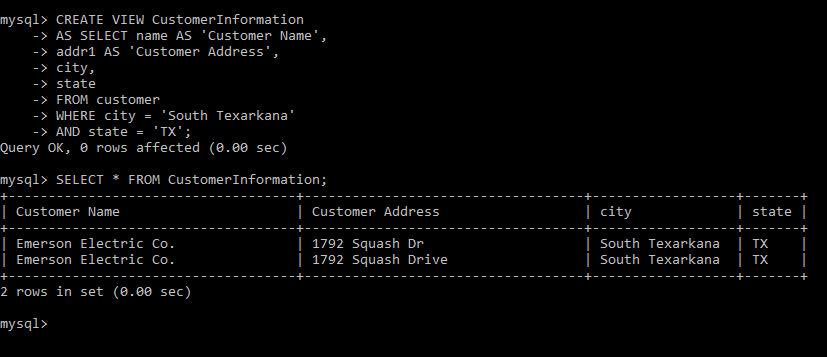 mysql> CREATE VIEW CustomerInformation
    -> AS SELECT name AS 'Customer Name',
    -> addr1 AS 'Customer Address',
    -> city,
    -> state
    -> FROM customer
    -> WHERE city = 'South Texarkana'
    -> AND state = 'TX';
Query OK, 0 rows affected (0.00 sec)

mysql> SELECT * FROM CustomerInformation;
+------------------------------------+-----------------------------------+------------------+-------+
| Customer Name                      | Customer Address                  | city             | state |
+------------------------------------+-----------------------------------+------------------+-------+
| Emerson Electric Co.               | 1792 Squash Dr                    | South Texarkana  | TX    |
| Emerson Electric Co.               | 1792 Squash Drive                 | South Texarkana  | TX    |
+------------------------------------+-----------------------------------+------------------+-------+
2 rows in set (0.00 sec)

mysql>